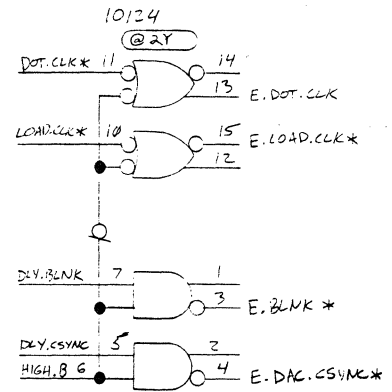 10124
@2Y
DOT.CLK* 11 14
13 E.DOT.CLK
LOAD.CLK* 10 15 E.LOAD.CLK*
12
DLY.BLNK 7 1
3 E.BLNK *
DLY.CSYNC 5 2
HIGH.B 6 4 E.DAC.CSYNC*